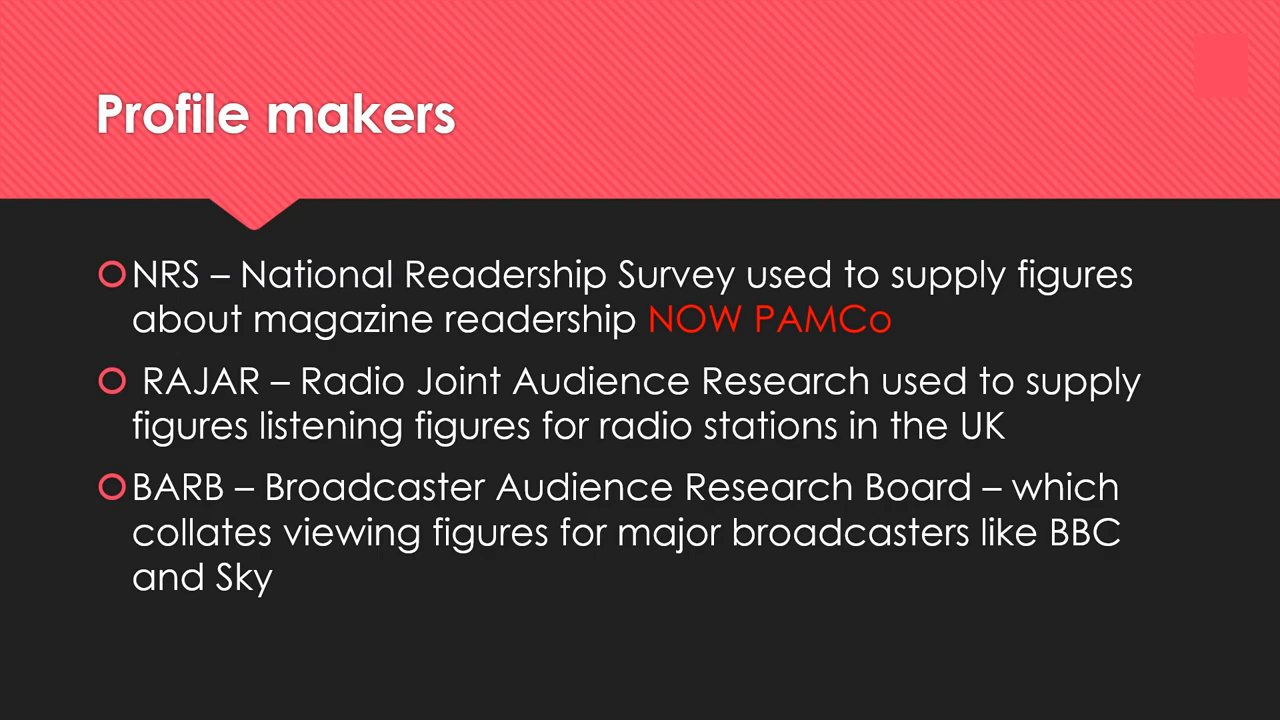 Profile makers
NRS – National Readership Survey used to supply figures
about magazine readership NOW PAMCo
RAJAR – Radio Joint Audience Research used to supply
figures listening figures for radio stations in the UK
BARB – Broadcaster Audience Research Board – which
collates viewing figures for major broadcasters like BBC
and Sky